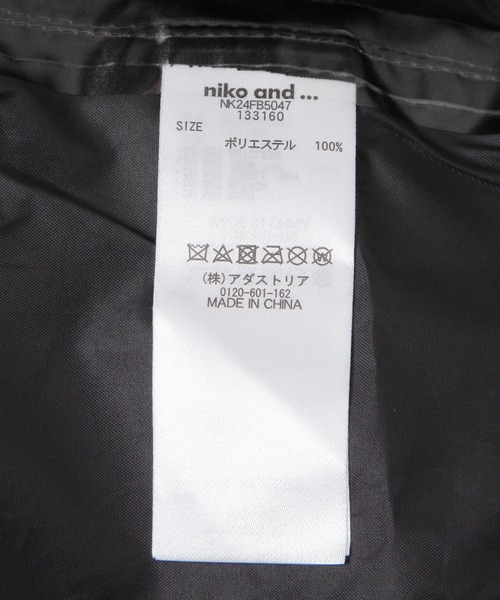 niko and ...
NK24FB5047
133160
SIZE
ポリエステル 100%
(株)アダストリア
0120-601-162
MADE IN CHINA